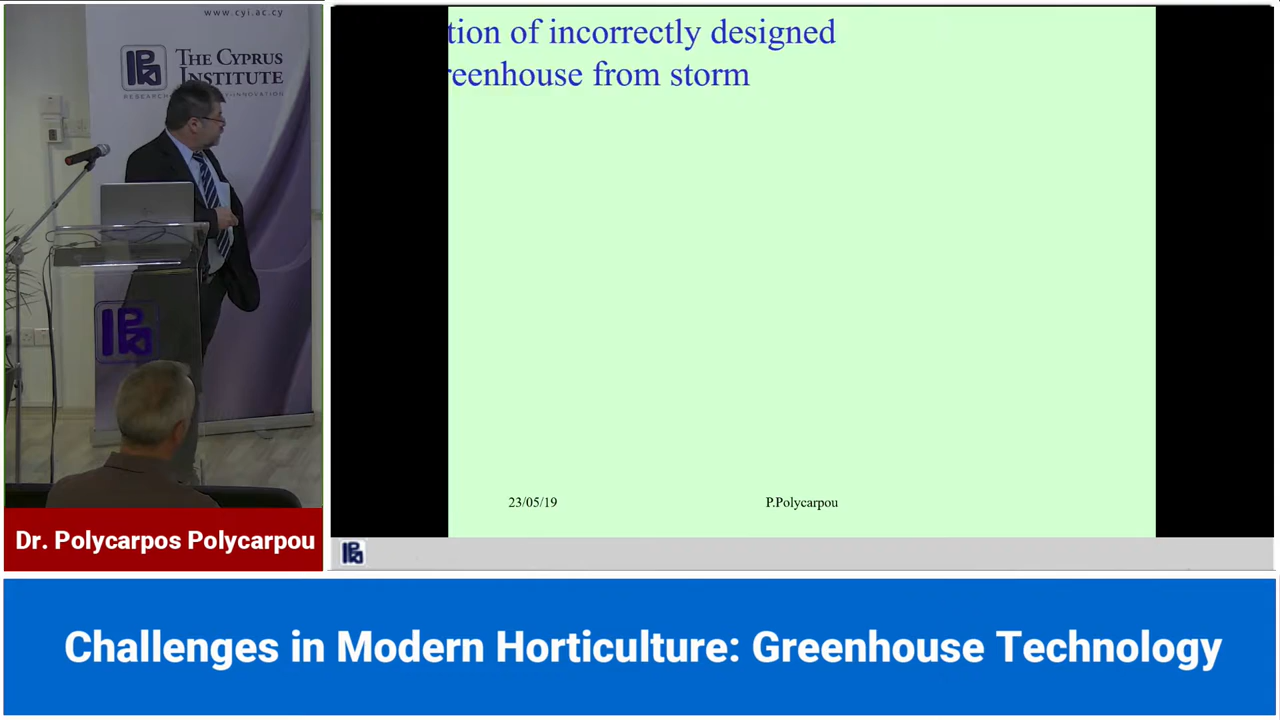 www.cyi.ac.cy
THE CYPRUS
INSTITUTE
tion of incorrectly designed
reenhouse from storm
23/05/19
P.Polycarpou
Dr. Polycarpos Polycarpou
Challenges in Modern Horticulture: Greenhouse Technology